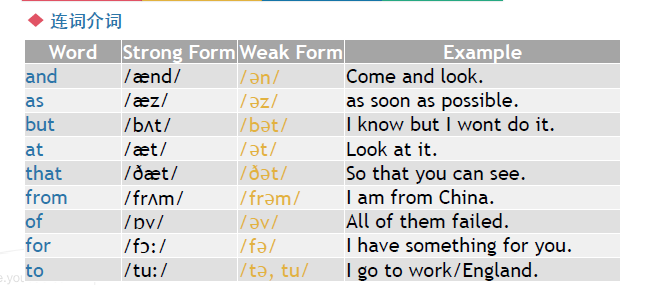 ◆ 连词介词
Word Strong Form Weak Form Example
and /ænd/ /ən/ Come and look.
as /æz/ /əz/ as soon as possible.
but /bʌt/ /bət/ I know but I wont do it.
at /æt/ /ət/ Look at it.
that /ðæt/ /ðət/ So that you can see.
from /frʌm/ /frəm/ I am from China.
of /ɒv/ /əv/ All of them failed.
for /fɔː/ /fə/ I have something for you.
to /tuː/ /tə, tu/ I go to work/England.